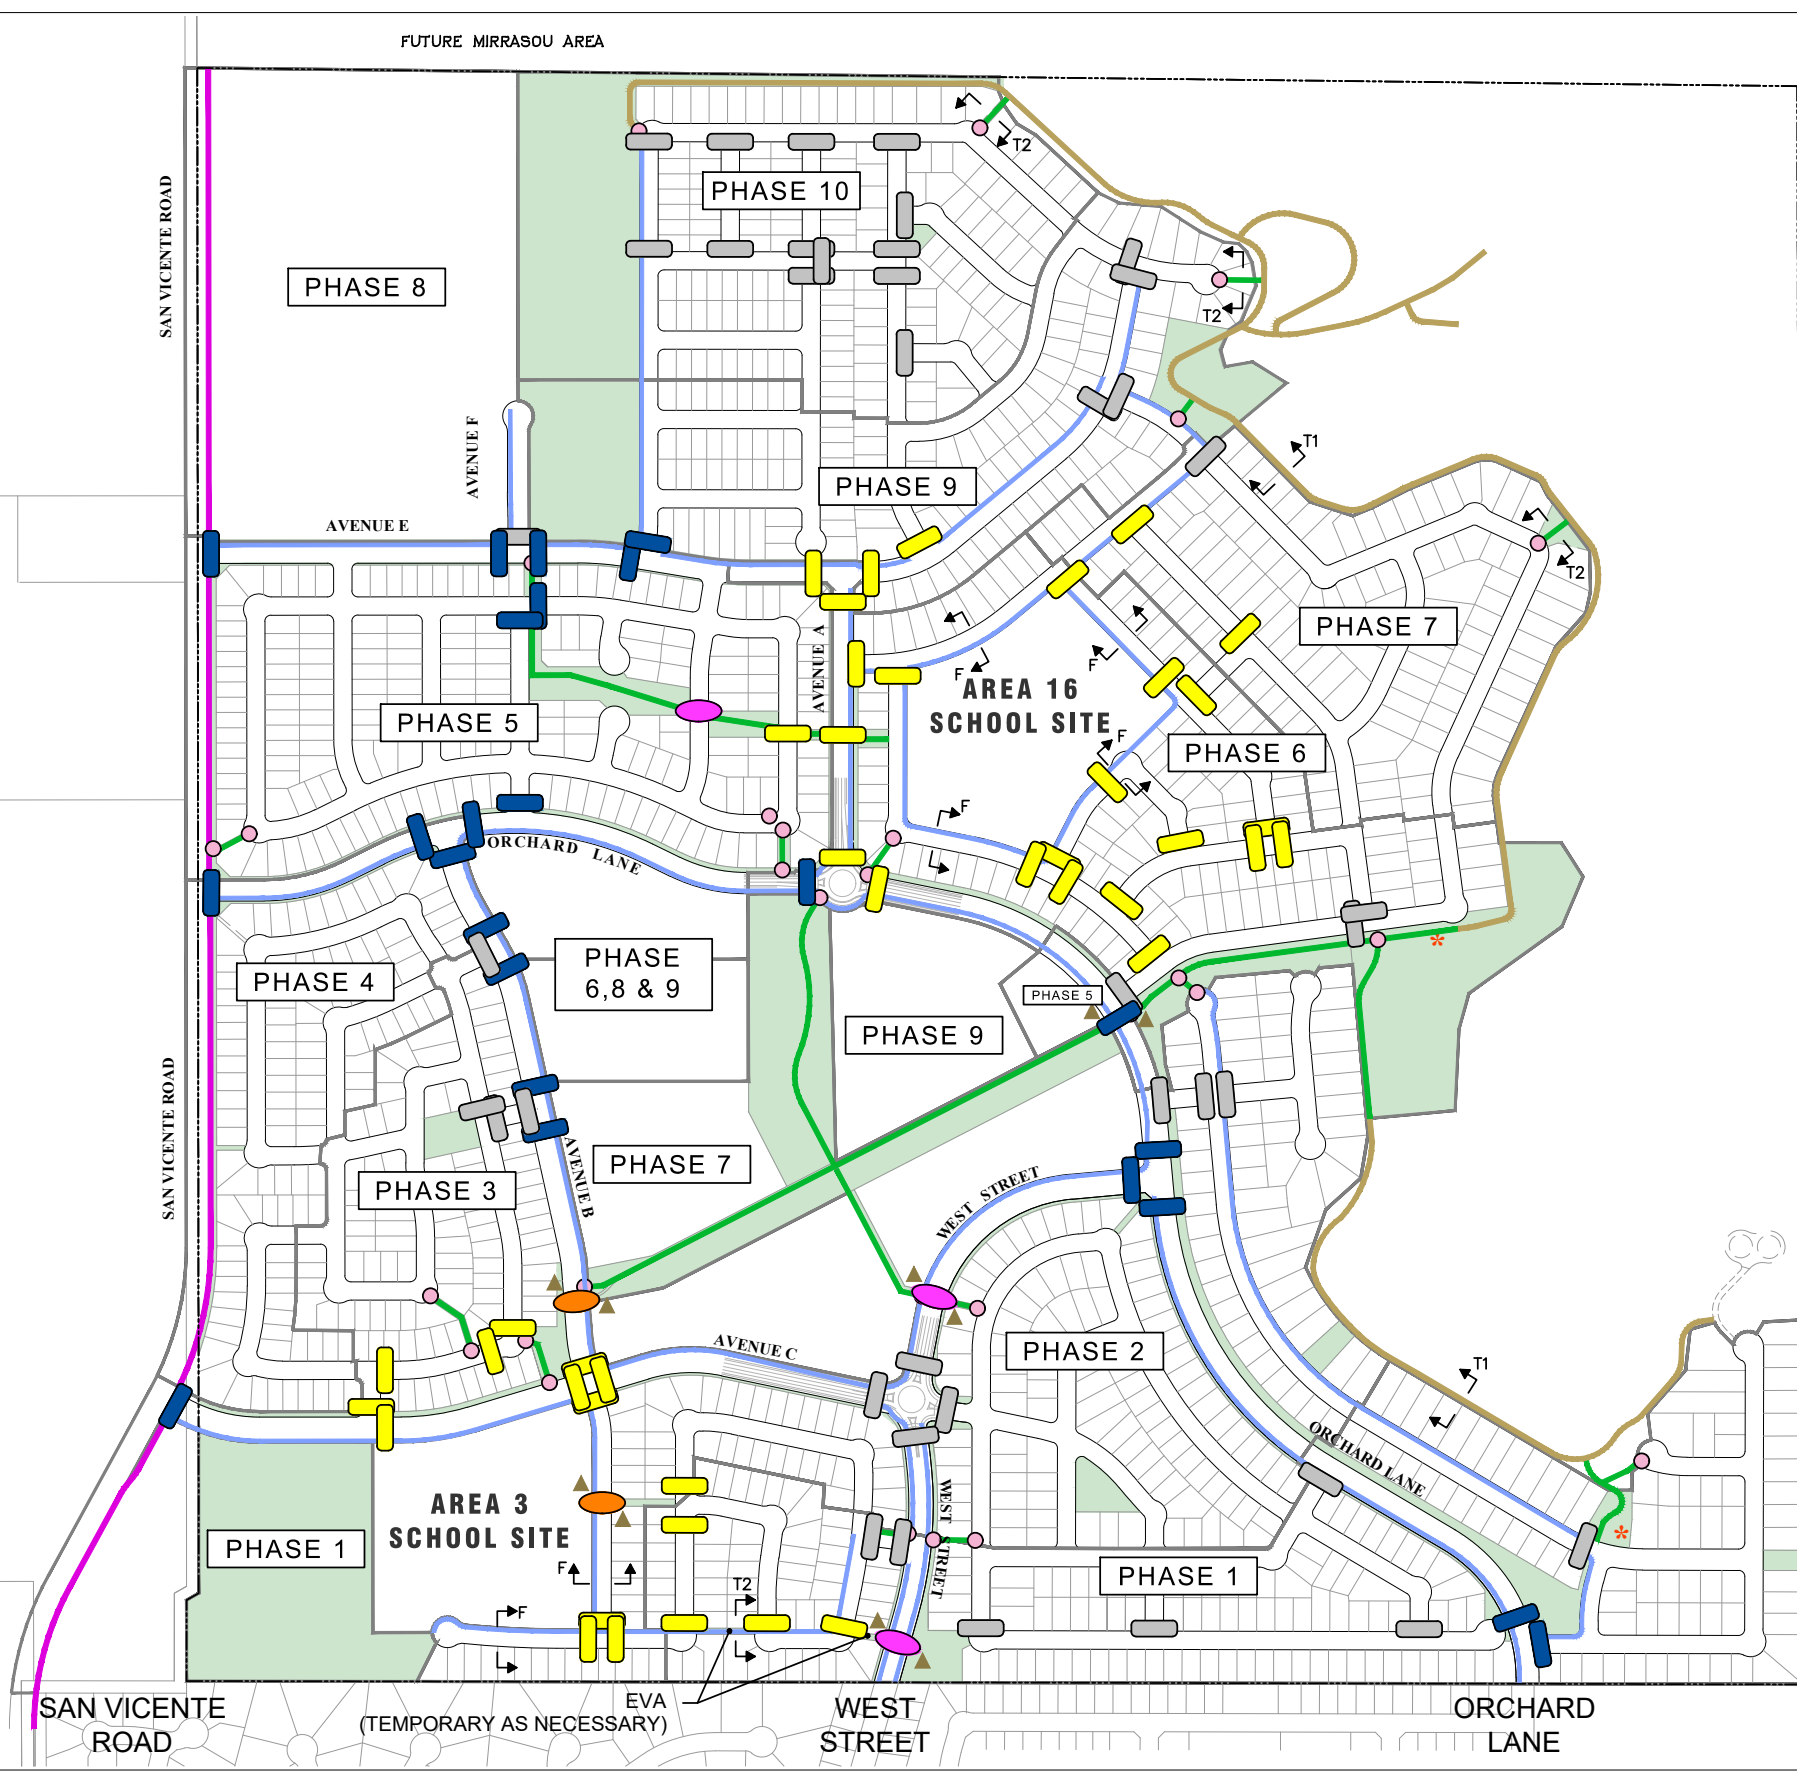 FUTURE MIRRASOU AREA
T2
PHASE 10
SAN VICENTE ROAD
PHASE 8
T2
T1
AVENUE F
PHASE 9
AVENUE E
T2
PHASE 7
AVENUE A
F
F
AREA 16
SCHOOL SITE
PHASE 5
F
PHASE 6
F
ORCHARD LANE
*
PHASE 4
PHASE
6,8 & 9
PHASE 5
PHASE 9
SAN VICENTE ROAD
AVENUE B
PHASE 7
PHASE 3
WEST STREET
AVENUE C
PHASE 2
T1
ORCHARD LANE
AREA 3
SCHOOL SITE
WEST STREET
*
PHASE 1
F
T2
PHASE 1
F
EVA
(TEMPORARY AS NECESSARY)
SAN VICENTE
ROAD
WEST
STREET
ORCHARD
LANE